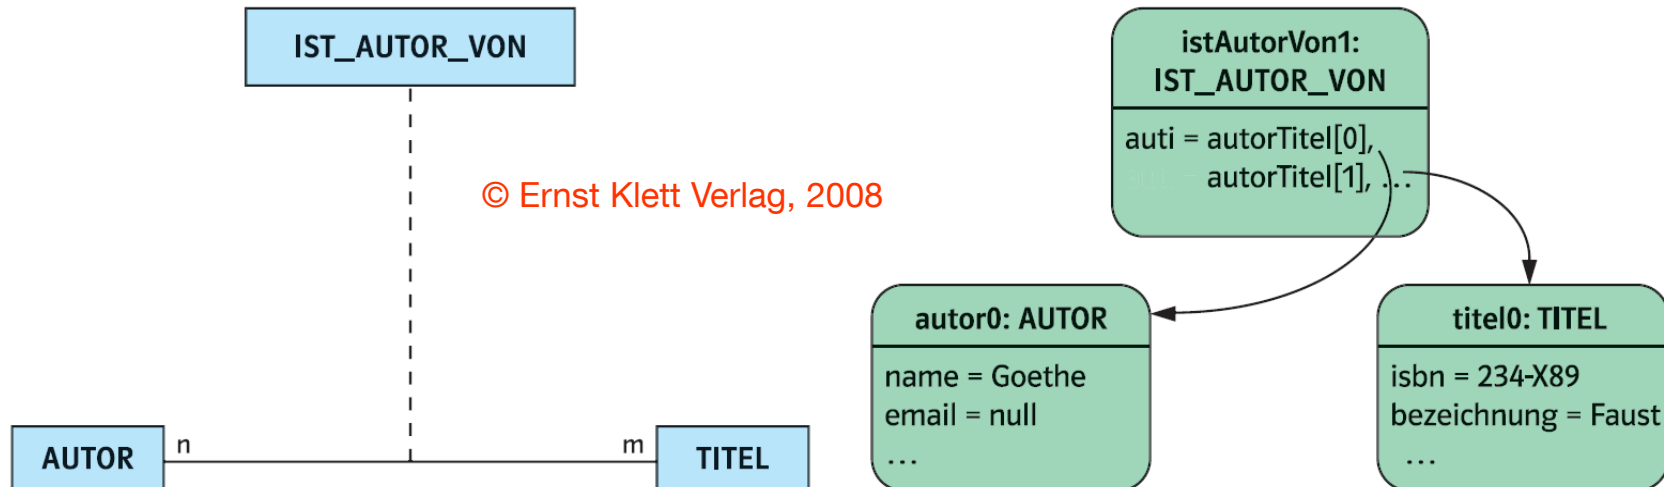 IST_AUTOR_VON
© Ernst Klett Verlag, 2008
AUTOR
n
m
TITEL
istAutorVon1:
IST_AUTOR_VON
auti = autorTitel[0],
autorTitel[1], ...
autor0: AUTOR
name = Goethe
email = null
...
titel0: TITEL
isbn = 234-X89
bezeichnung = Faust
...